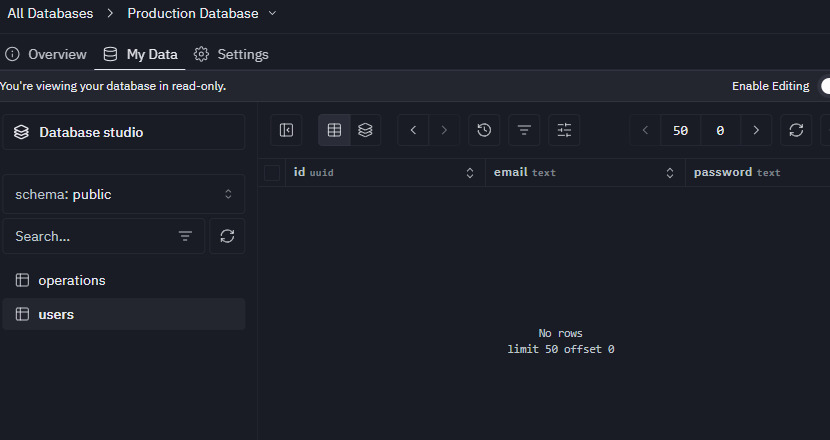 All Databases > Production Database
Overview My Data Settings
You're viewing your database in read-only. Enable Editing
Database studio
50 0
id uuid email text password text
schema: public
Search...
operations
users
No rows
limit 50 offset 0